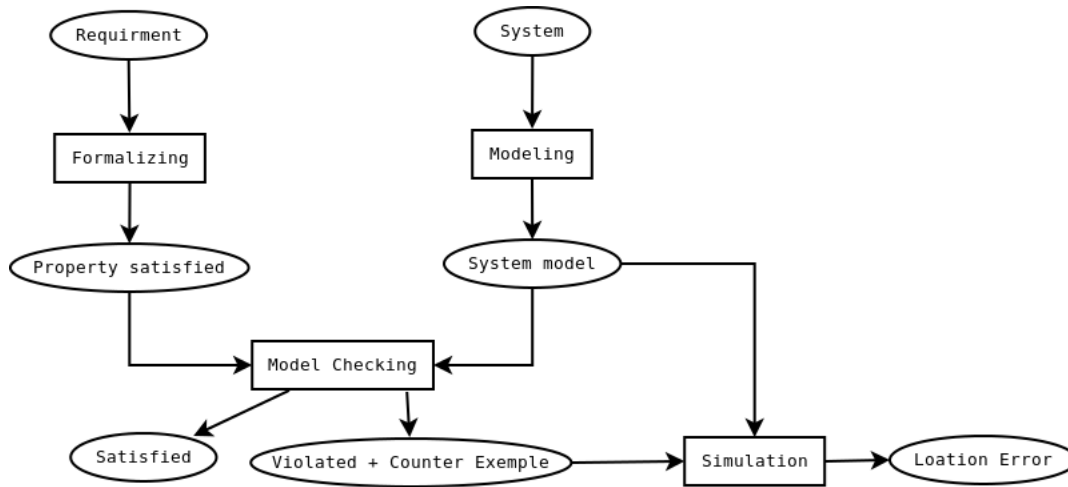 Requirment
System
Formalizing
Modeling
Property satisfied
System model
Model Checking
Satisfied
Violated + Counter Exemple
Simulation
Loation Error